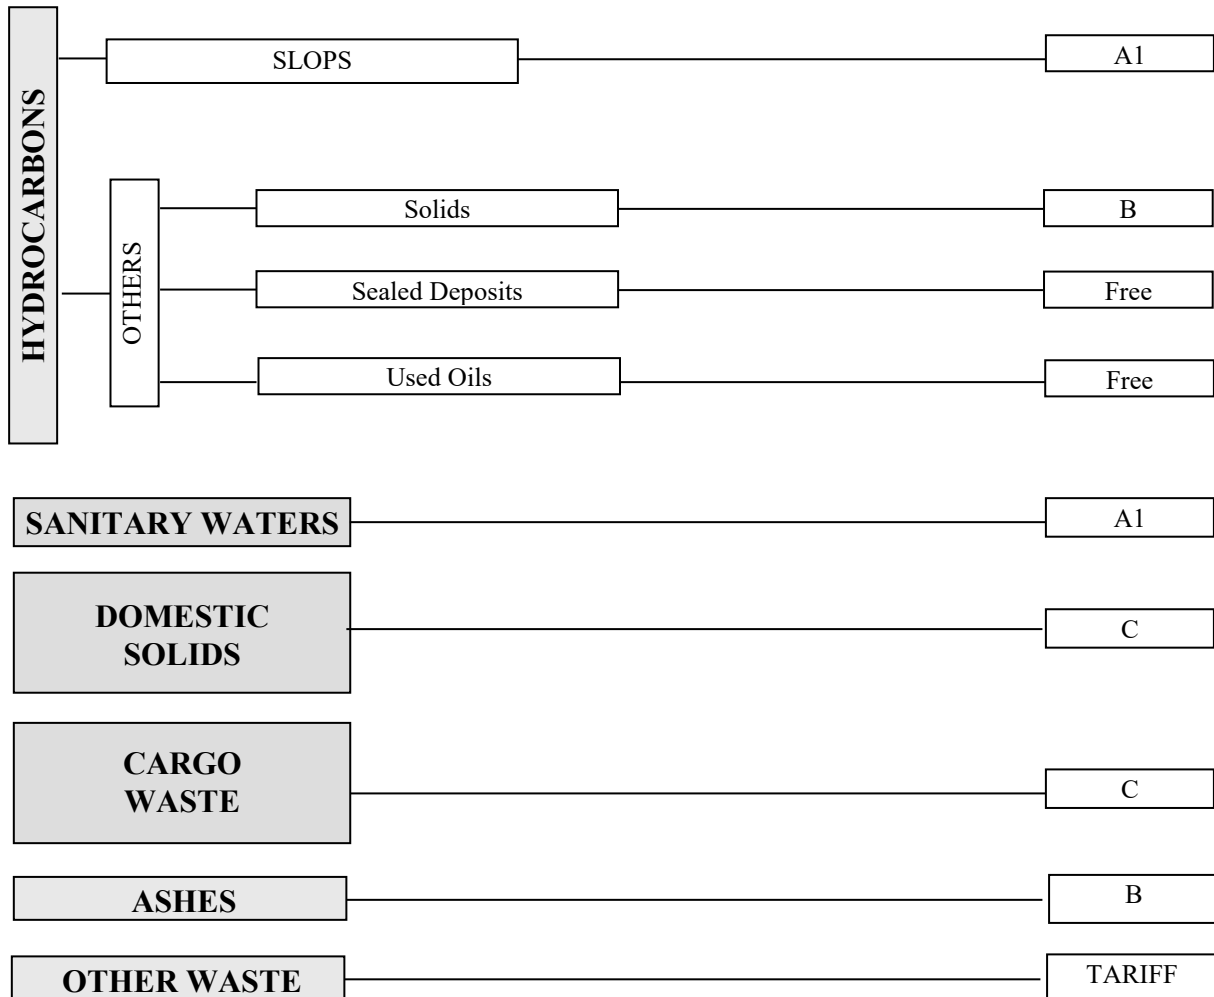 HYDROCARBONS
SLOPS
A1
OTHERS
Solids
B
Sealed Deposits
Free
Used Oils
Free
SANITARY WATERS
A1
DOMESTIC
SOLIDS
C
CARGO
WASTE
C
ASHES
B
OTHER WASTE
TARIFF